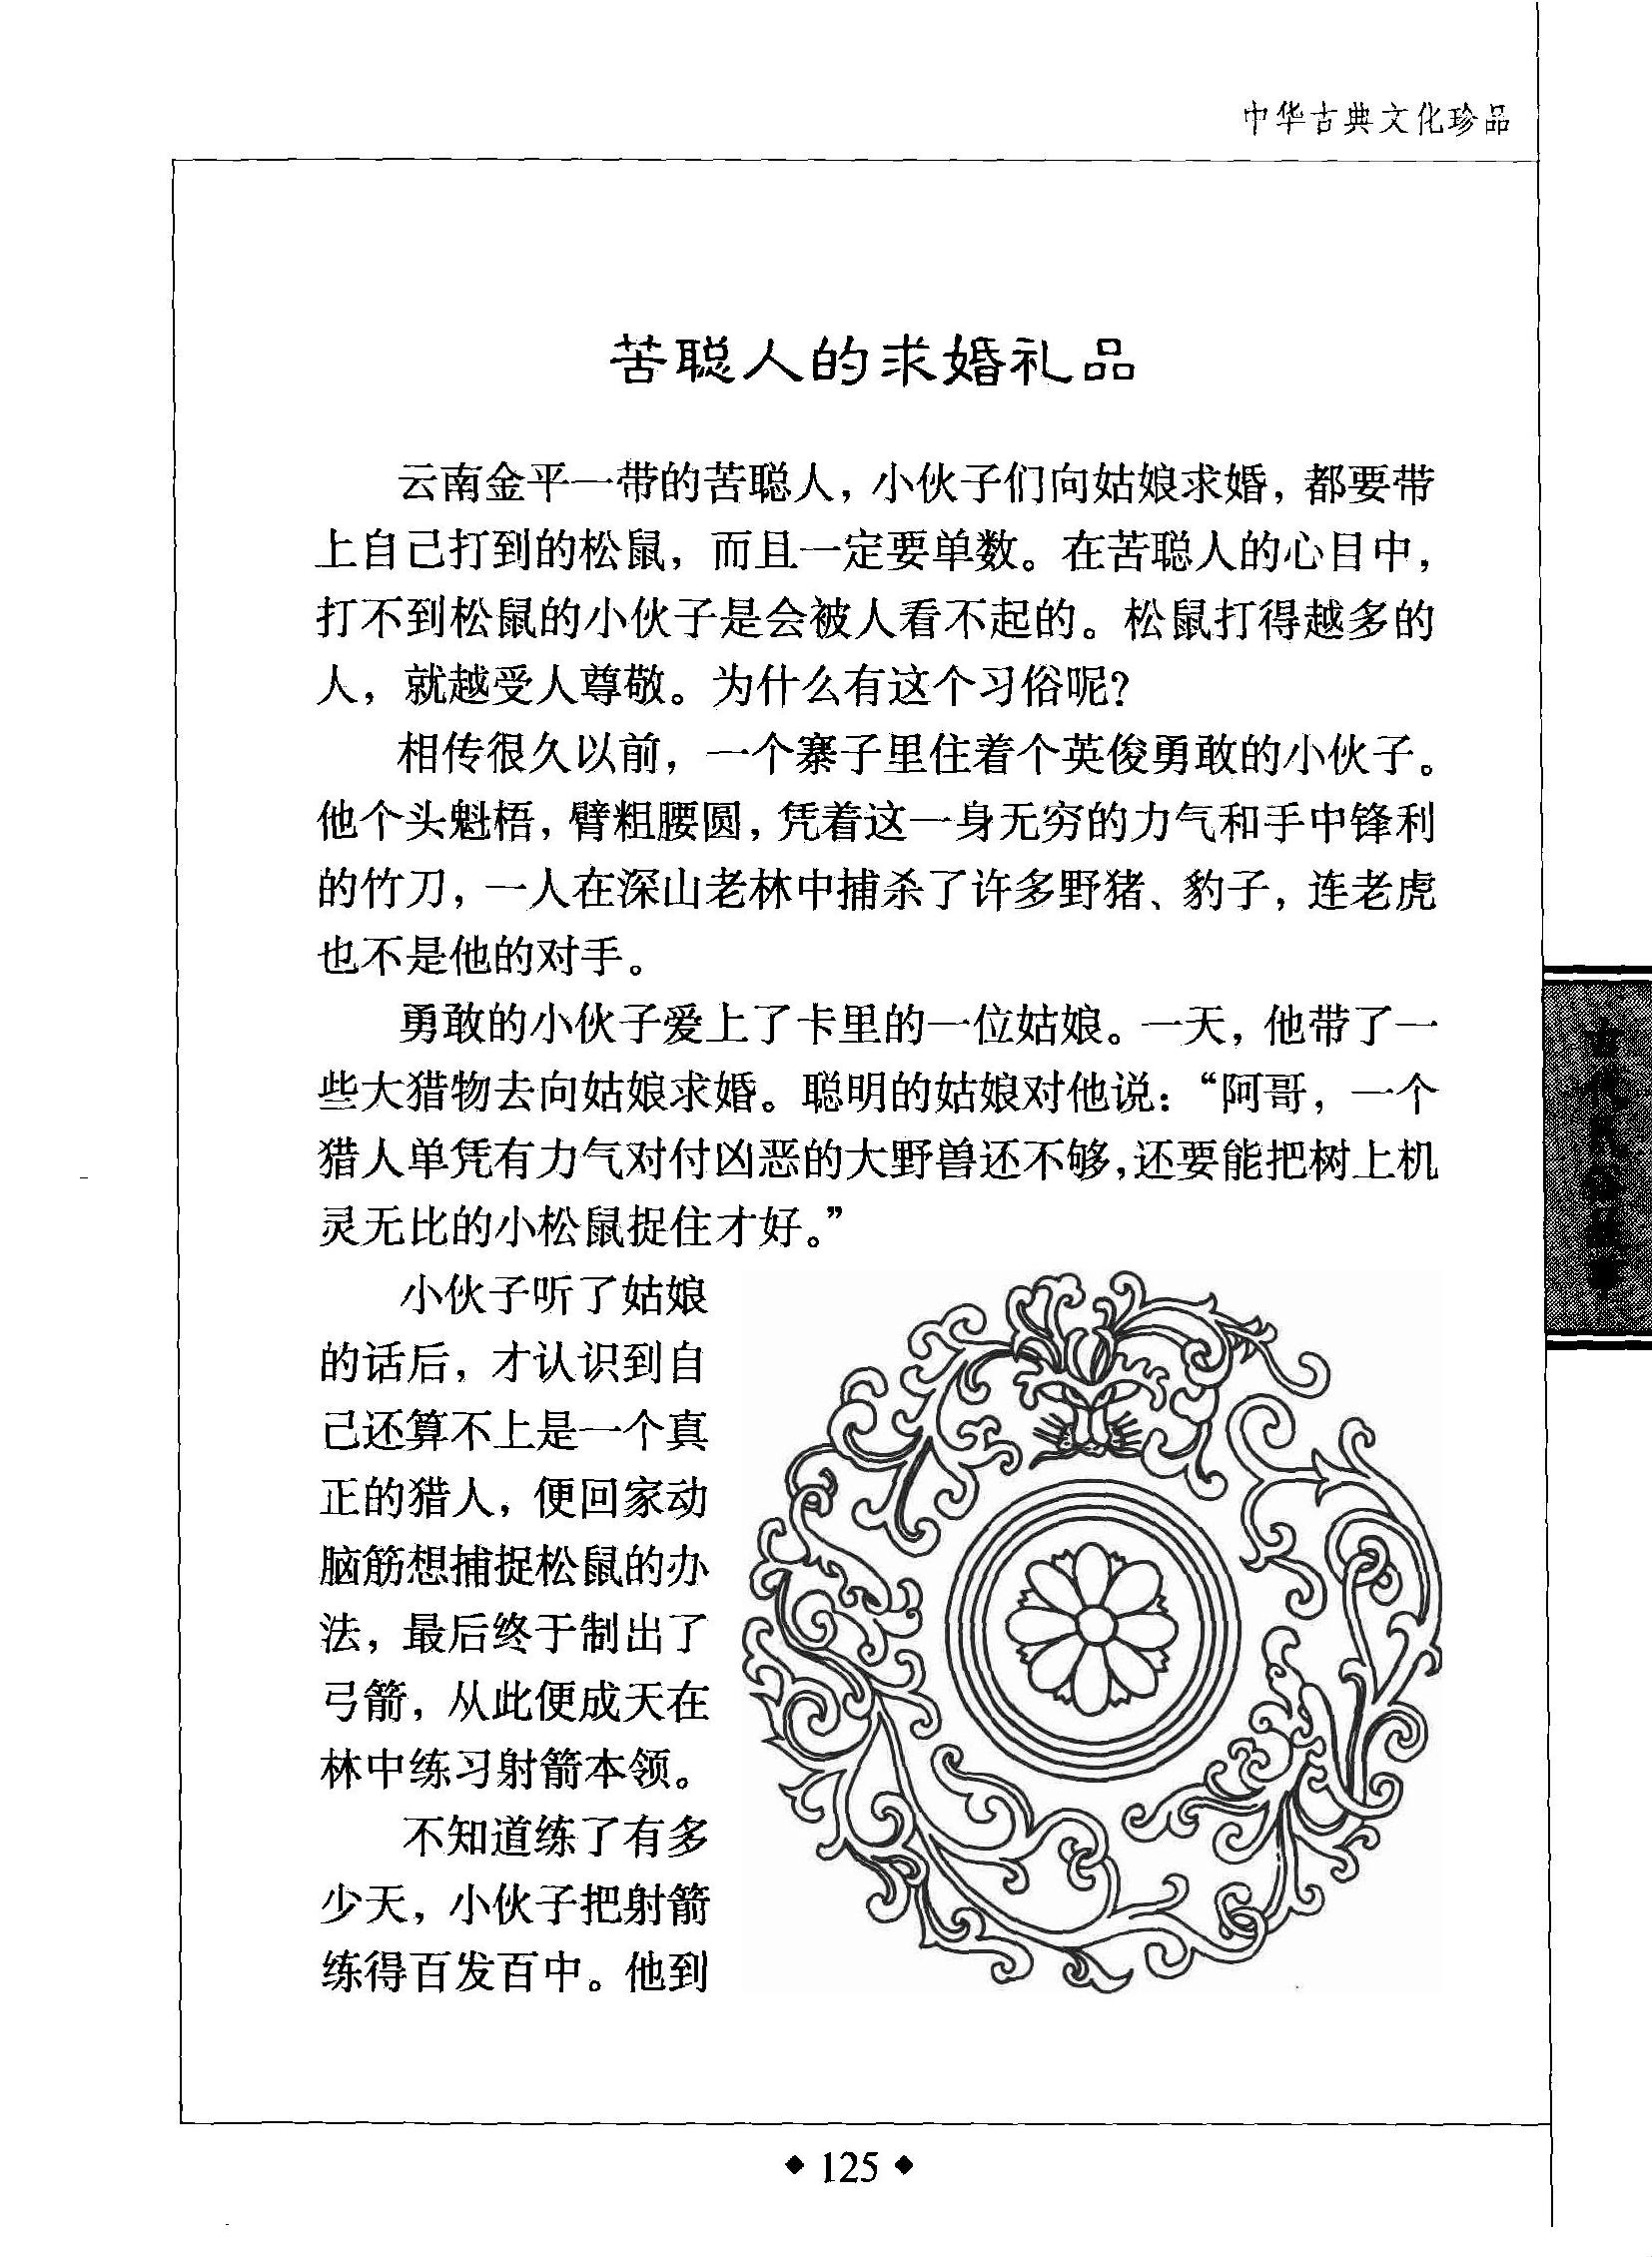 中华古典文化珍品
苦聪人的求婚礼品
云南金平一带的苦聪人，小伙子们向姑娘求婚，都要带
上自己打到的松鼠，而且一定要单数。在苦聪人的心目中，
打不到松鼠的小伙子是会被人看不起的。松鼠打得越多的
人，就越受人尊敬。为什么有这个习俗呢?
相传很久以前，一个寨子里住着个英俊勇敢的小伙子。
他个头魁梧，臂粗腰圆，凭着这一身无穷的力气和手中锋利
的竹刀，一人在深山老林中捕杀了许多野猪、豹子，连老虎
也不是他的对手。
勇敢的小伙子爱上了卡里的一位姑娘。一天，他带了一
些大猎物去向姑娘求婚。聪明的姑娘对他说：“阿哥，一个
猎人单凭有力气对付凶恶的大野兽还不够，还要能把树上机
灵无比的小松鼠捉住才好。”
小伙子听了姑娘
的话后，才认识到自
己还算不上是一个真
正的猎人，便回家动
脑筋想捕捉松鼠的办
法，最后终于制出了
弓箭，从此便成天在
林中练习射箭本领。
不知道练了有多
少天，小伙子把射箭
练得百发百中。他到
古代民俗故事
◆ 125 ◆